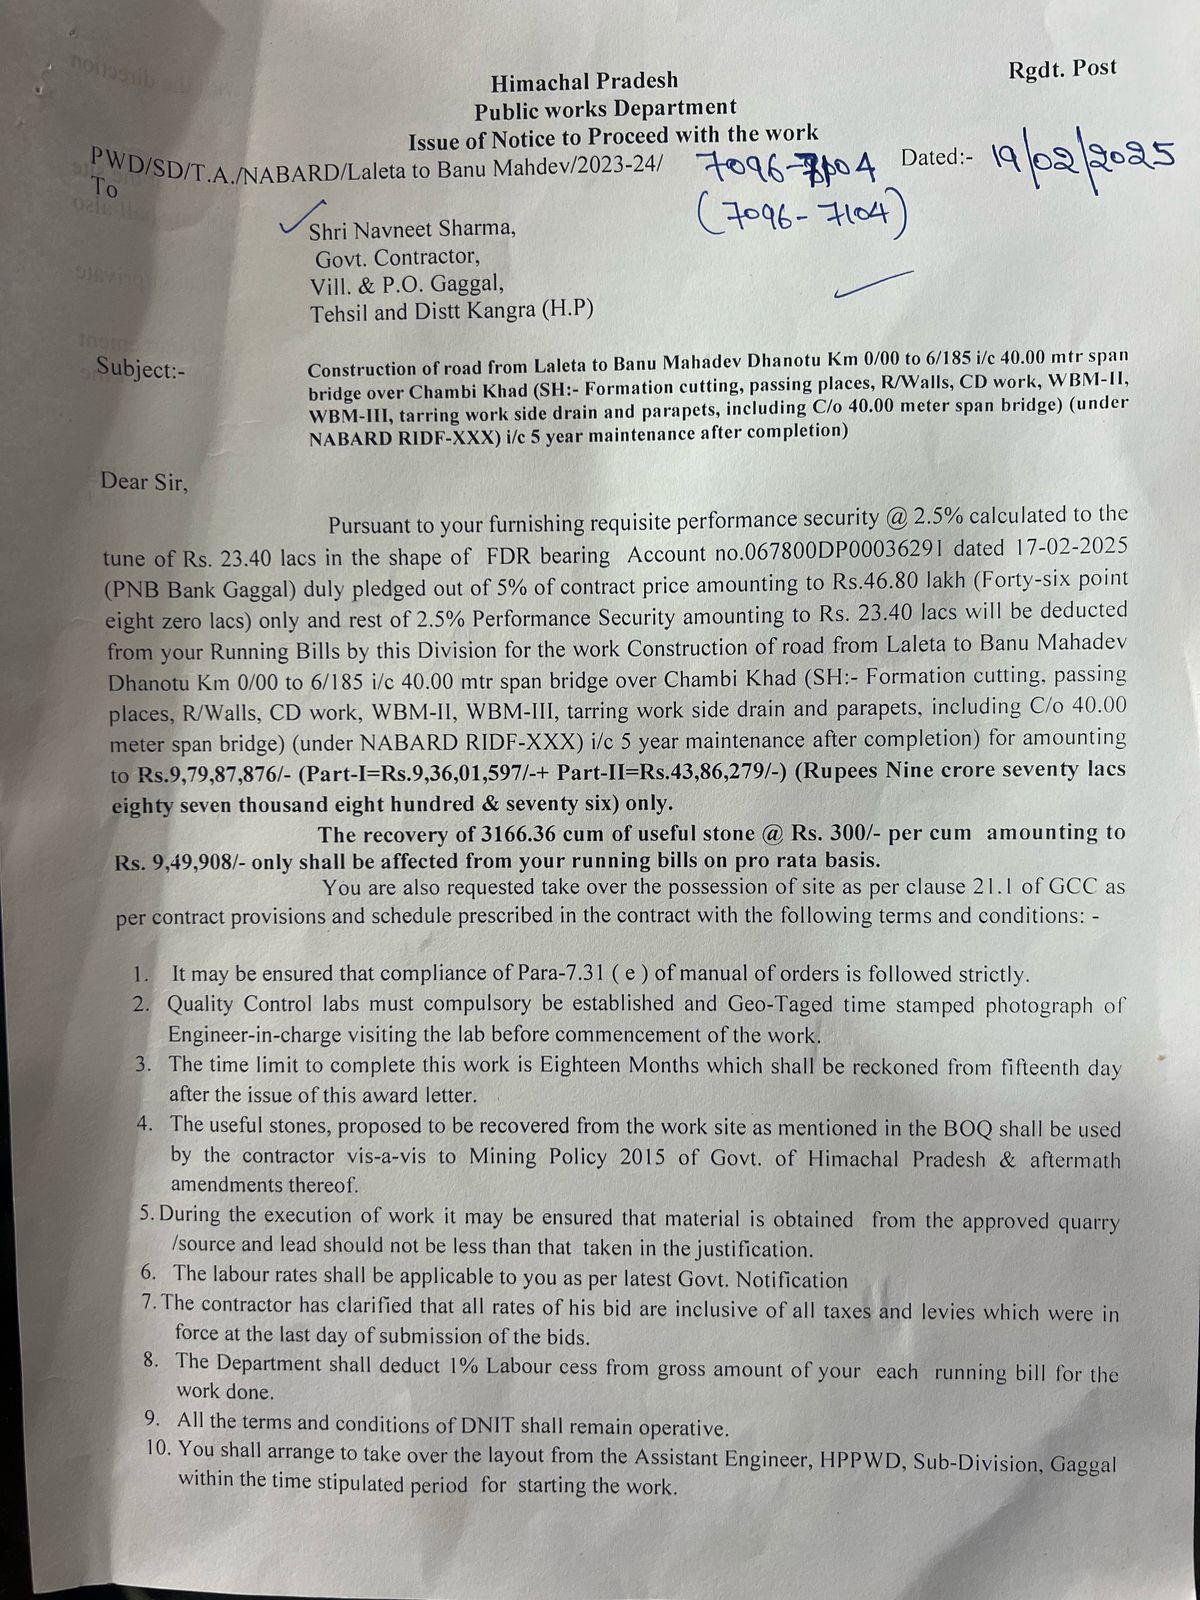 Rgdt. Post
Himachal Pradesh
Public works Department
Issue of Notice to Proceed with the work
PWD/SD/T.A./NABARD/Laleta to Banu Mahdev/2023-24/ 7096- Dated:- 19/02/2025
(7096-7104)
To
Shri Navneet Sharma,
Govt. Contractor,
Vill. & P.O. Gaggal,
Tehsil and Distt Kangra (H.P)
Subject:- Construction of road from Laleta to Banu Mahadev Dhanotu Km 0/00 to 6/185 i/c 40.00 mtr span
bridge over Chambi Khad (SH:- Formation cutting, passing places, R/Walls, CD work, WBM-II,
WBM-III, tarring work side drain and parapets, including C/o 40.00 meter span bridge) (under
NABARD RIDF-XXX) i/c 5 year maintenance after completion)
Dear Sir,
Pursuant to your furnishing requisite performance security @ 2.5% calculated to the
tune of Rs. 23.40 lacs in the shape of FDR bearing Account no.067800DP00036291 dated 17-02-2025
(PNB Bank Gaggal) duly pledged out of 5% of contract price amounting to Rs.46.80 lakh (Forty-six point
eight zero lacs) only and rest of 2.5% Performance Security amounting to Rs. 23.40 lacs will be deducted
from your Running Bills by this Division for the work Construction of road from Laleta to Banu Mahadev
Dhanotu Km 0/00 to 6/185 i/c 40.00 mtr span bridge over Chambi Khad (SH:- Formation cutting, passing
places, R/Walls, CD work, WBM-II, WBM-III, tarring work side drain and parapets, including C/o 40.00
meter span bridge) (under NABARD RIDF-XXX) i/c 5 year maintenance after completion) for amounting
to Rs.9,79,87,876/- (Part-I=Rs.9,36,01,597/-+ Part-II=Rs.43,86,279/-) (Rupees Nine crore seventy lacs
eighty seven thousand eight hundred & seventy six) only.
The recovery of 3166.36 cum of useful stone @ Rs. 300/- per cum amounting to
Rs. 9,49,908/- only shall be affected from your running bills on pro rata basis.
You are also requested take over the possession of site as per clause 21.1 of GCC as
per contract provisions and schedule prescribed in the contract with the following terms and conditions: -
1. It may be ensured that compliance of Para-7.31 ( e ) of manual of orders is followed strictly.
2. Quality Control labs must compulsory be established and Geo-Taged time stamped photograph of
Engineer-in-charge visiting the lab before commencement of the work.
3. The time limit to complete this work is Eighteen Months which shall be reckoned from fifteenth day
after the issue of this award letter.
4. The useful stones, proposed to be recovered from the work site as mentioned in the BOQ shall be used
by the contractor vis-a-vis to Mining Policy 2015 of Govt. of Himachal Pradesh & aftermath
amendments thereof.
5. During the execution of work it may be ensured that material is obtained from the approved quarry
/source and lead should not be less than that taken in the justification.
6. The labour rates shall be applicable to you as per latest Govt. Notification
7. The contractor has clarified that all rates of his bid are inclusive of all taxes and levies which were in
force at the last day of submission of the bids.
8. The Department shall deduct 1% Labour cess from gross amount of your each running bill for the
work done.
9. All the terms and conditions of DNIT shall remain operative.
10. You shall arrange to take over the layout from the Assistant Engineer, HPPWD, Sub-Division, Gaggal
within the time stipulated period for starting the work.